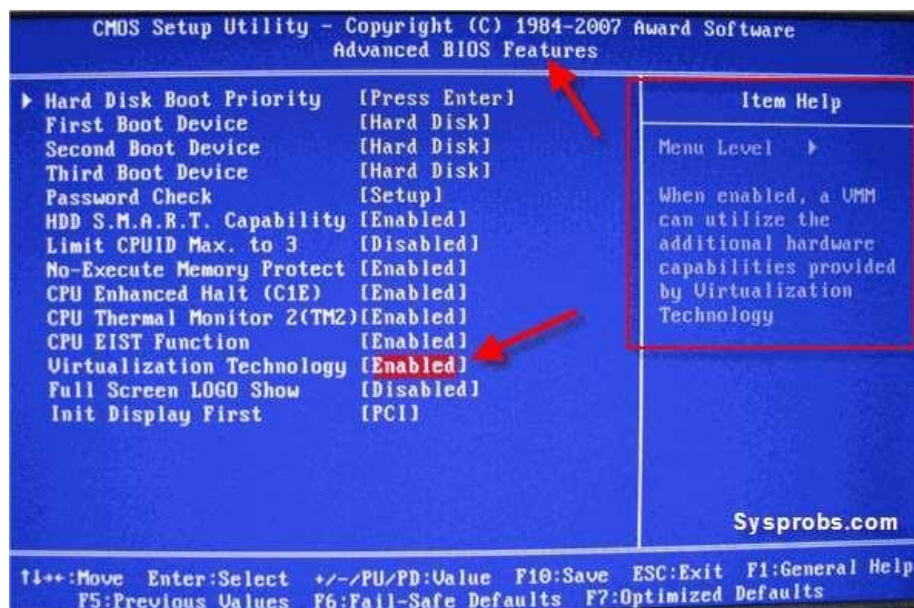 CMOS Setup Utility - Copyright (C) 1984-2007 Award Software
Advanced BIOS Features
Hard Disk Boot Priority [Press Enter]
First Boot Device [Hard Disk]
Second Boot Device [Hard Disk]
Third Boot Device [Hard Disk]
Password Check [Setup]
HDD S.M.A.R.T. Capability [Enabled]
Limit CPUID Max. to 3 [Disabled]
No-Execute Memory Protect [Enabled]
CPU Enhanced Halt (C1E) [Enabled]
CPU Thermal Monitor 2(TM2)[Enabled]
CPU EIST Function [Enabled]
Virtualization Technology [Enabled]
Full Screen LOGO Show [Disabled]
Init Display First [PCI]
Item Help
Menu Level
When enabled, a VMM
can utilize the
additional hardware
capabilities provided
by Virtualization
Technology
Sysprobs.com
↑↓→←:Move Enter:Select +/-/PU/PD:Value F10:Save ESC:Exit F1:General Help
F5:Previous Values F6:Fail-Safe Defaults F7:Optimized Defaults